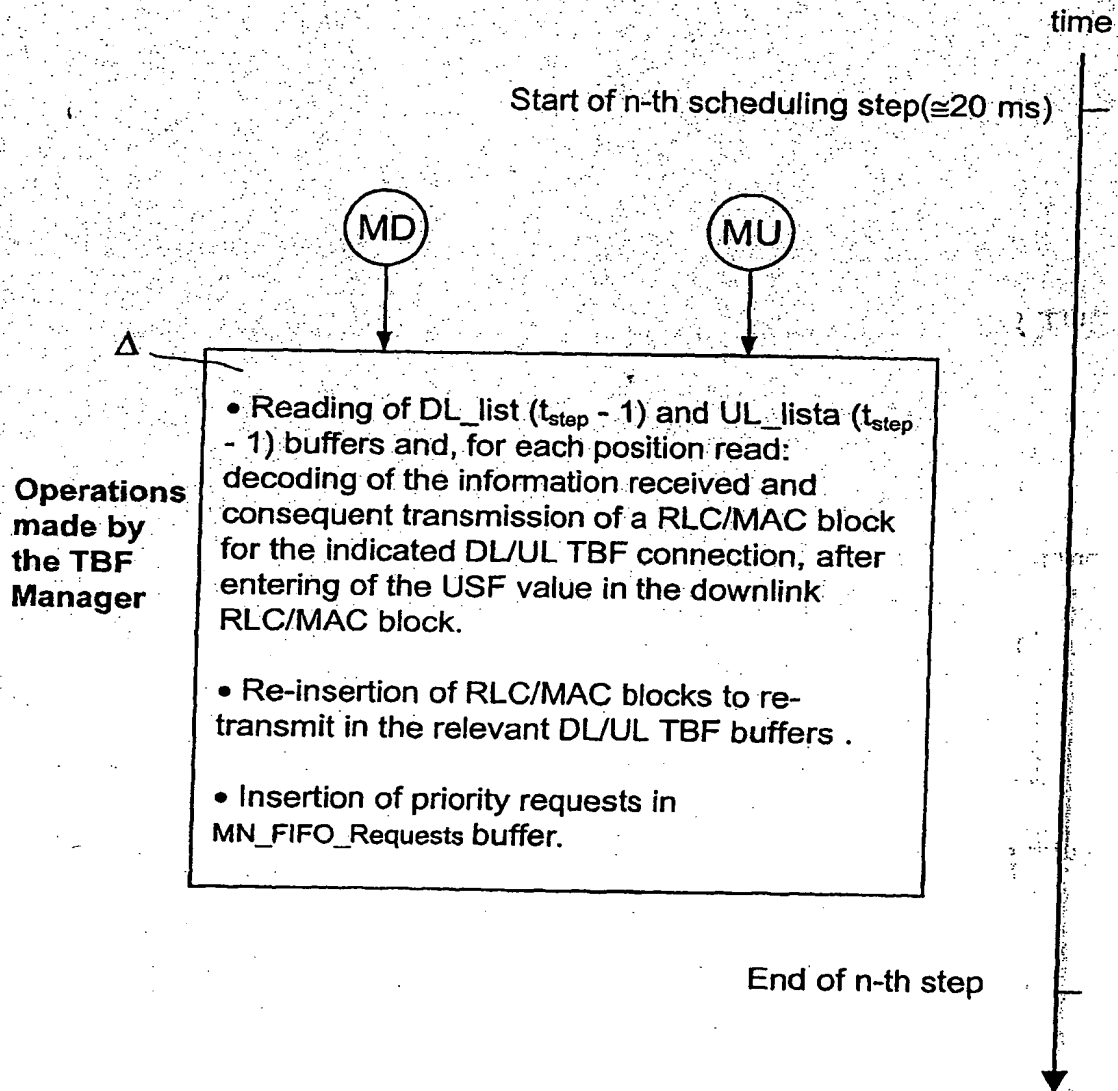 time
Start of n-th scheduling step(≅20 ms)
MD
MU
Δ
• Reading of DL_list (tstep - 1) and UL_lista (tstep
- 1) buffers and, for each position read:
decoding of the information received and
consequent transmission of a RLC/MAC block
for the indicated DL/UL TBF connection, after
entering of the USF value in the downlink
RLC/MAC block.
• Re-insertion of RLC/MAC blocks to re-
transmit in the relevant DL/UL TBF buffers .
• Insertion of priority requests in
MN_FIFO_Requests buffer.
Operations
made by
the TBF
Manager
End of n-th step